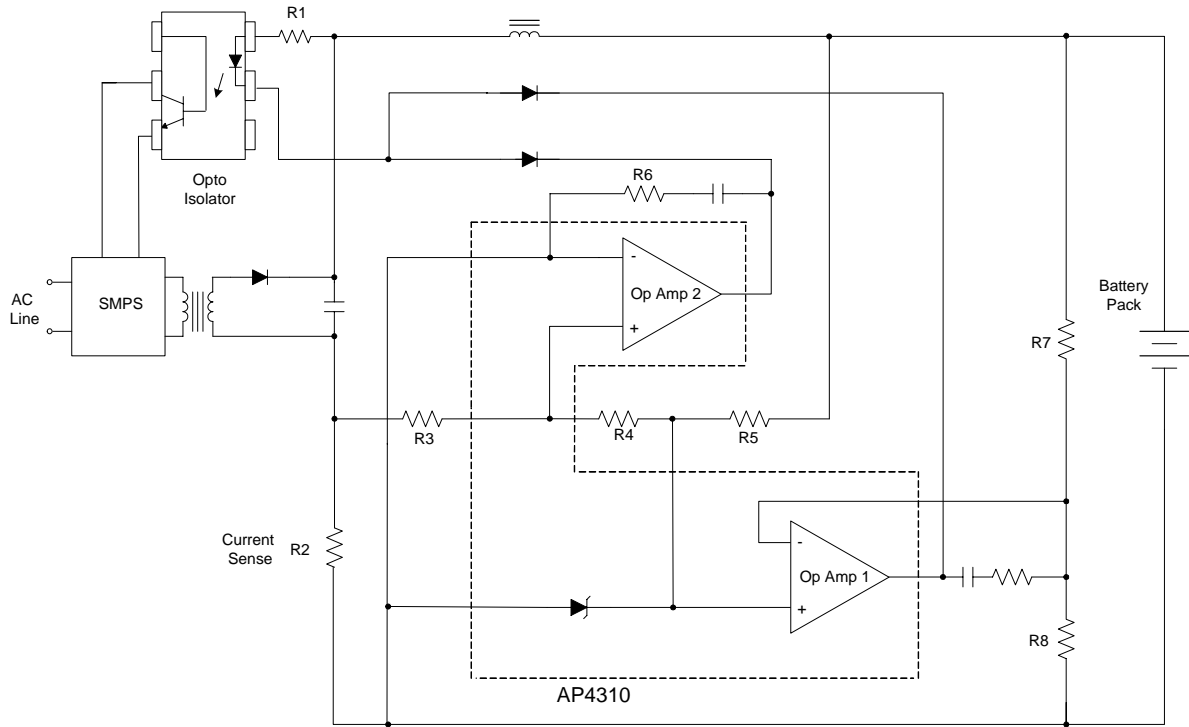 R1
Opto
Isolator
R6
-
Op Amp 2
+
AC
Line
SMPS
Battery
Pack
R7
R3
R4
R5
Current
Sense
R2
-
Op Amp 1
+
R8
AP4310